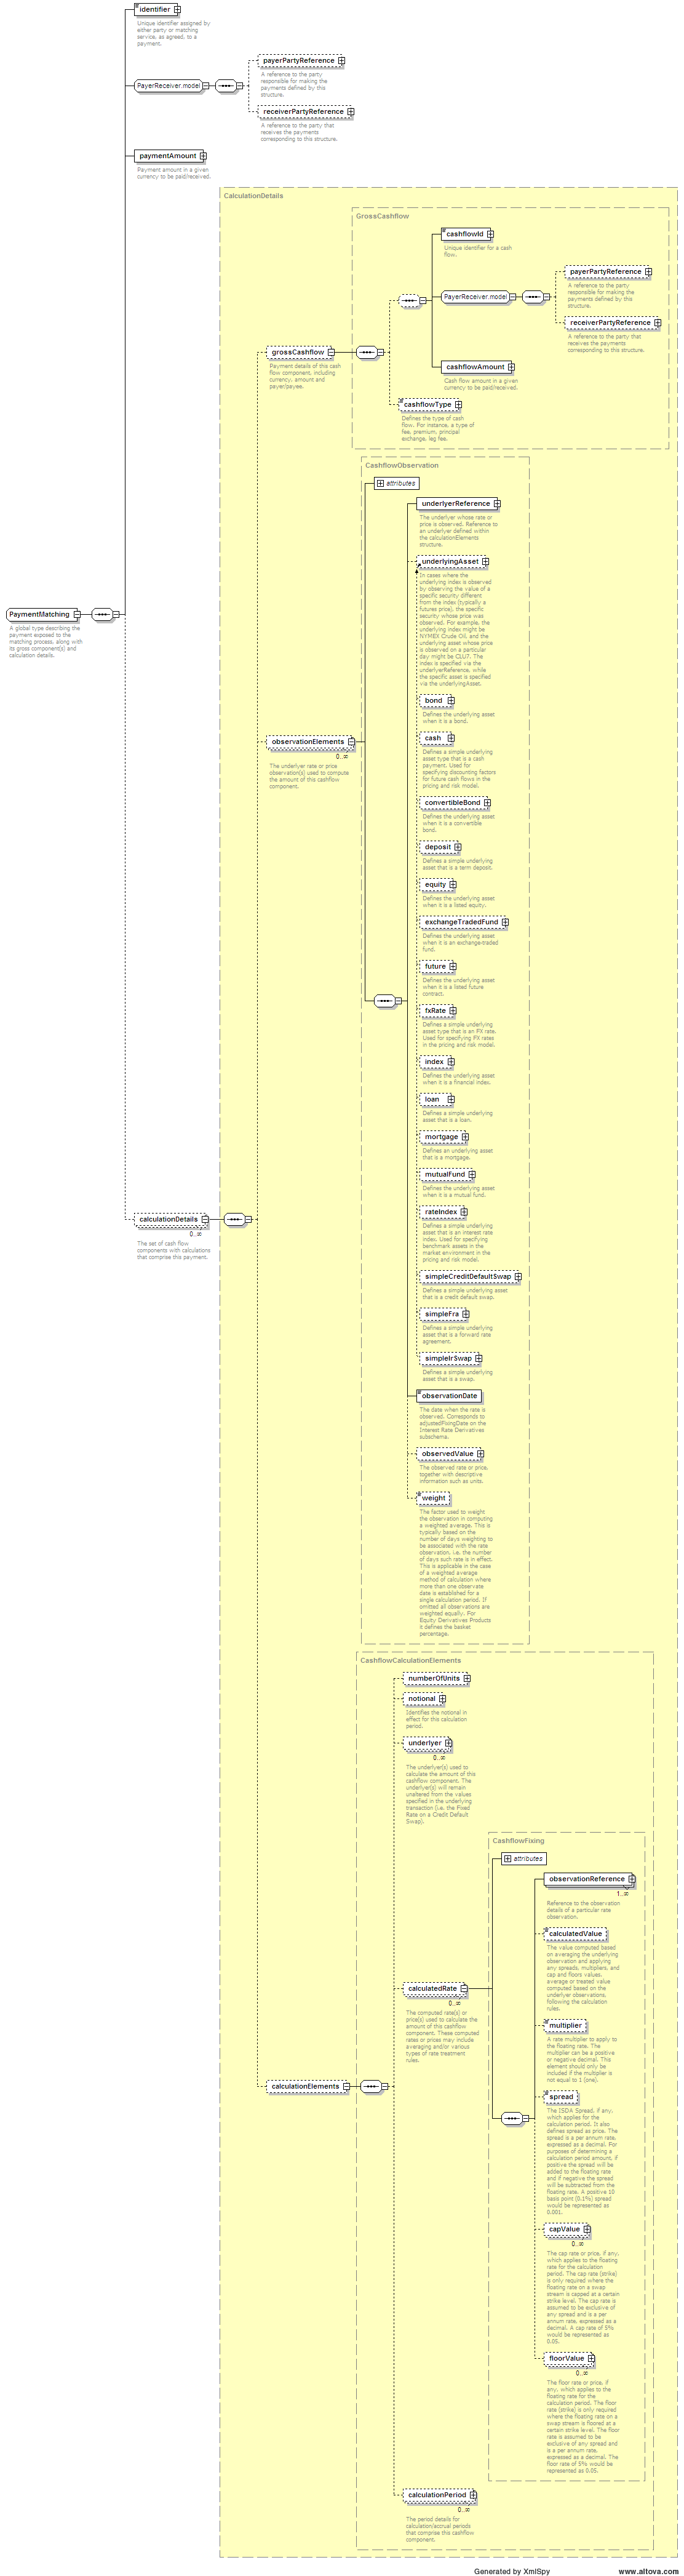 identifier
Unique identifier assigned by
either party or matching
service, as agreed, to a
payment.
PayerReceiver.model
payerPartyReference
A reference to the party
responsible for making the
payments defined by this
structure.
receiverPartyReference
A reference to the party that
receives the payments
corresponding to this structure.
paymentAmount
Payment amount in a given
currency to be paid/received.
CalculationDetails
GrossCashflow
cashflowId
Unique identifier for a cash
flow.
PayerReceiver.model
payerPartyReference
A reference to the party
responsible for making the
payments defined by this
structure.
receiverPartyReference
A reference to the party that
receives the payments
corresponding to this structure.
grossCashflow
Payment details of this cash
flow component, including
currency, amount and
payer/payee.
cashflowAmount
Cash flow amount in a given
currency to be paid/received.
cashflowType
Defines the type of cash
flow. For instance, a type of
fee, premium, principal
exchange, leg fee.
CashflowObservation
attributes
underlyerReference
The underlyer whose rate or
price is observed. Reference to
an underlyer defined within
the calculationElements
structure.
underlyingAsset
In cases where the
underlying index is observed
by observing the value of a
specific security different
from the index (typically a
futures price), the specific
security whose price was
observed. For example, the
underlying index might be
NYMEX Crude Oil, and the
underlying asset whose price
is observed on a particular
day might be CLU7. The
index is specified via the
underlyerReference, while
the specific asset is specified
via the underlyingAsset.
PaymentMatching
A global type describing the
payment exposed to the
matching process, along with
its gross component(s) and
calculation details.
bond
Defines the underlying asset
when it is a bond.
cash
Defines a simple underlying
asset type that is a cash
payment. Used for
specifying discounting factors
for future cash flows in the
pricing and risk model.
observationElements
0..∞
The underlyer rate or price
observation(s) used to compute
the amount of this cashflow
component.
convertibleBond
Defines the underlying asset
when it is a convertible
bond.
deposit
Defines a simple underlying
asset that is a term deposit.
equity
Defines the underlying asset
when it is a listed equity.
exchangeTradedFund
Defines the underlying asset
when it is an exchange-traded
fund.
future
Defines the underlying asset
when it is a listed future
contract.
fxRate
Defines a simple underlying
asset type that is an FX rate.
Used for specifying FX rates
in the pricing and risk model.
index
Defines the underlying asset
when it is a financial index.
loan
Defines a simple underlying
asset that is a loan.
mortgage
Defines an underlying asset
that is a mortgage.
mutualFund
Defines the underlying asset
when it is a mutual fund.
rateIndex
Defines a simple underlying
asset that is an interest rate
index. Used for specifying
benchmark assets in the
market environment in the
pricing and risk model.
calculationDetails
0..∞
The set of cash flow
components with calculations
that comprise this payment.
simpleCreditDefaultSwap
Defines a simple underlying asset
that is a credit default swap.
simpleFra
Defines a simple underlying
asset that is a forward rate
agreement.
simpleIrSwap
Defines a simple underlying
asset that is a swap.
observationDate
The date when the rate is
observed. Corresponds to
adjustedFixingDate on the
Interest Rate Derivatives
subschema.
observedValue
The observed rate or price,
together with descriptive
information such as units.
weight
The factor used to weight
the observation in computing
a weighted average. This is
typically based on the
number of days weighting to
be associated with the rate
observation, i.e. the number
of days such rate is in effect.
This is applicable in the case
of a weighted average
method of calculation where
more than one observate
date is established for a
single calculation period. If
omitted all observations are
weighted equally. For
Equity Derivatives Products
it defines the basket
percentage.
CashflowCalculationElements
numberOfUnits
notional
Identifies the notional in
effect for this calculation
period.
underlyer
0..∞
The underlyer(s) used to
calculate the amount of this
cashflow component. The
underlyer(s) will remain
unaltered from the values
specified in the underlying
transaction (i.e. the Fixed
Rate on a Credit Default
Swap).
CashflowFixing
attributes
observationReference
1..∞
Reference to the observation
details of a particular rate
observation.
calculatedValue
The value computed based
on averaging the underlying
observation and applying
any spreads, multipliers, and
cap and floors values;
average or treated value
computed based on the
underlyer observations,
following the calculation
rules.
calculatedRate
0..∞
The computed rate(s) or
price(s) used to calculate the
amount of this cashflow
component. These computed
rates or prices may include
averaging and/or various
types of rate treatment
rules.
multiplier
A rate multiplier to apply to
the floating rate. The
multiplier can be a positive
or negative decimal. This
element should only be
included if the multiplier is
not equal to 1 (one).
calculationElements
spread
The ISDA Spread, if any,
which applies for the
calculation period. It also
defines spread as price. The
spread is a per annum rate,
expressed as a decimal. For
purposes of determining a
calculation period amount, if
positive the spread will be
added to the floating rate
and if negative the spread
will be subtracted from the
floating rate. A positive 10
basis point (0.1%) spread
would be represented as
0.001.
capValue
0..∞
The cap rate or price, if any,
which applies to the floating
rate for the calculation
period. The cap rate (strike)
is only required where the
floating rate on a swap
stream is capped at a certain
strike level. The cap rate is
assumed to be exclusive of
any spread and is a per
annum rate, expressed as a
decimal. A cap rate of 5%
would be represented as
0.05.
floorValue
0..∞
The floor rate or price, if
any, which applies to the
floating rate for the
calculation period. The floor
rate (strike) is only required
where the floating rate on a
swap stream is floored at a
certain strike level. The floor
rate is assumed to be
exclusive of any spread and
is a per annum rate,
expressed as a decimal. The
floor rate of 5% would be
represented as 0.05.
calculationPeriod
0..∞
The period details for
calculation/accrual periods
that comprise this cashflow
component.
Generated by XmlSpy
www.altova.com